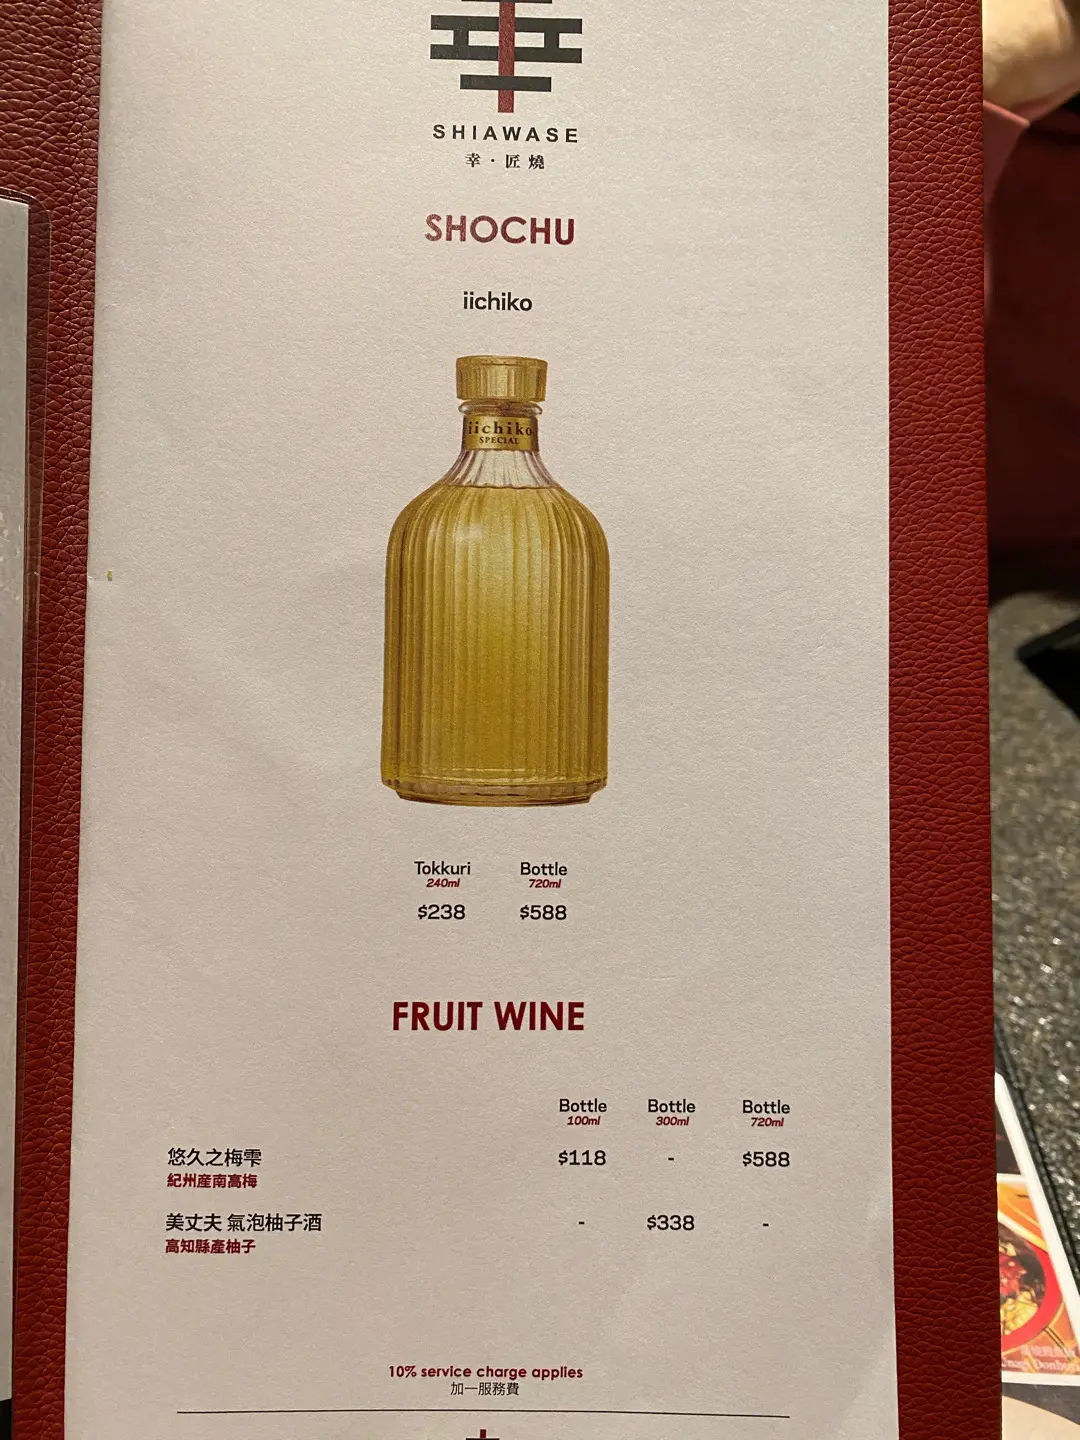 SHIAWASE
幸·匠燒
SHOCHU
iichiko
iichiko
SPECIAL
Tokkuri Bottle
240ml 720ml
$238 $588
FRUIT WINE
Bottle Bottle Bottle
100ml 300ml 720ml
悠久之梅雫 $118 - $588
紀州産南高梅
美丈夫 氣泡柚子酒 - $338 -
高知縣產柚子
10% service charge applies
加一服務費